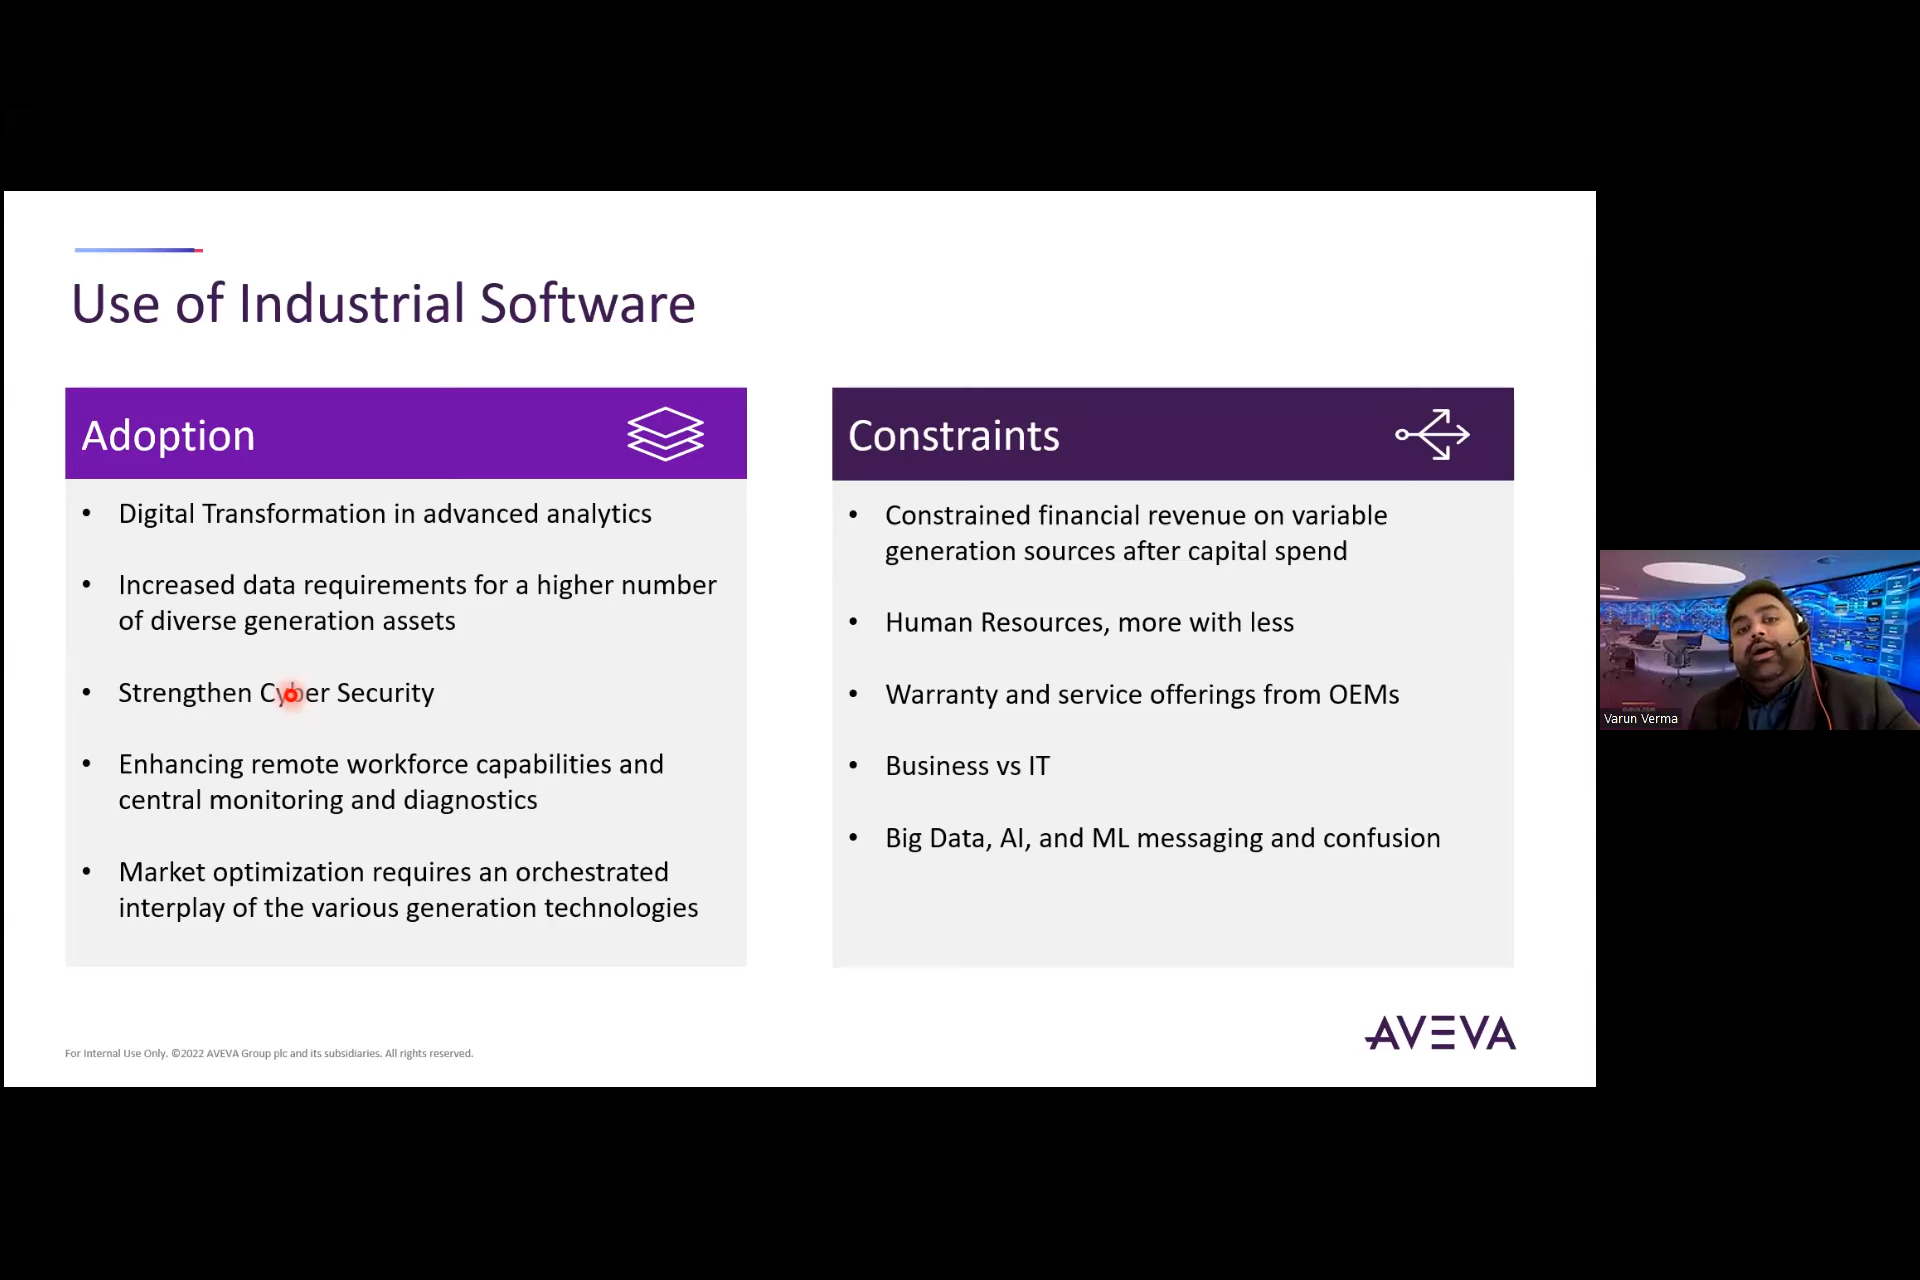 Use of Industrial Software
Adoption
• Digital Transformation in advanced analytics
• Increased data requirements for a higher number
of diverse generation assets
• Strengthen Cyber Security
• Enhancing remote workforce capabilities and
central monitoring and diagnostics
• Market optimization requires an orchestrated
interplay of the various generation technologies
Constraints
• Constrained financial revenue on variable
generation sources after capital spend
• Human Resources, more with less
• Warranty and service offerings from OEMs
• Business vs IT
• Big Data, AI, and ML messaging and confusion
For Internal Use Only. ©2022 AVEVA Group plc and its subsidiaries. All rights reserved.
AVEVA
Varun Verma